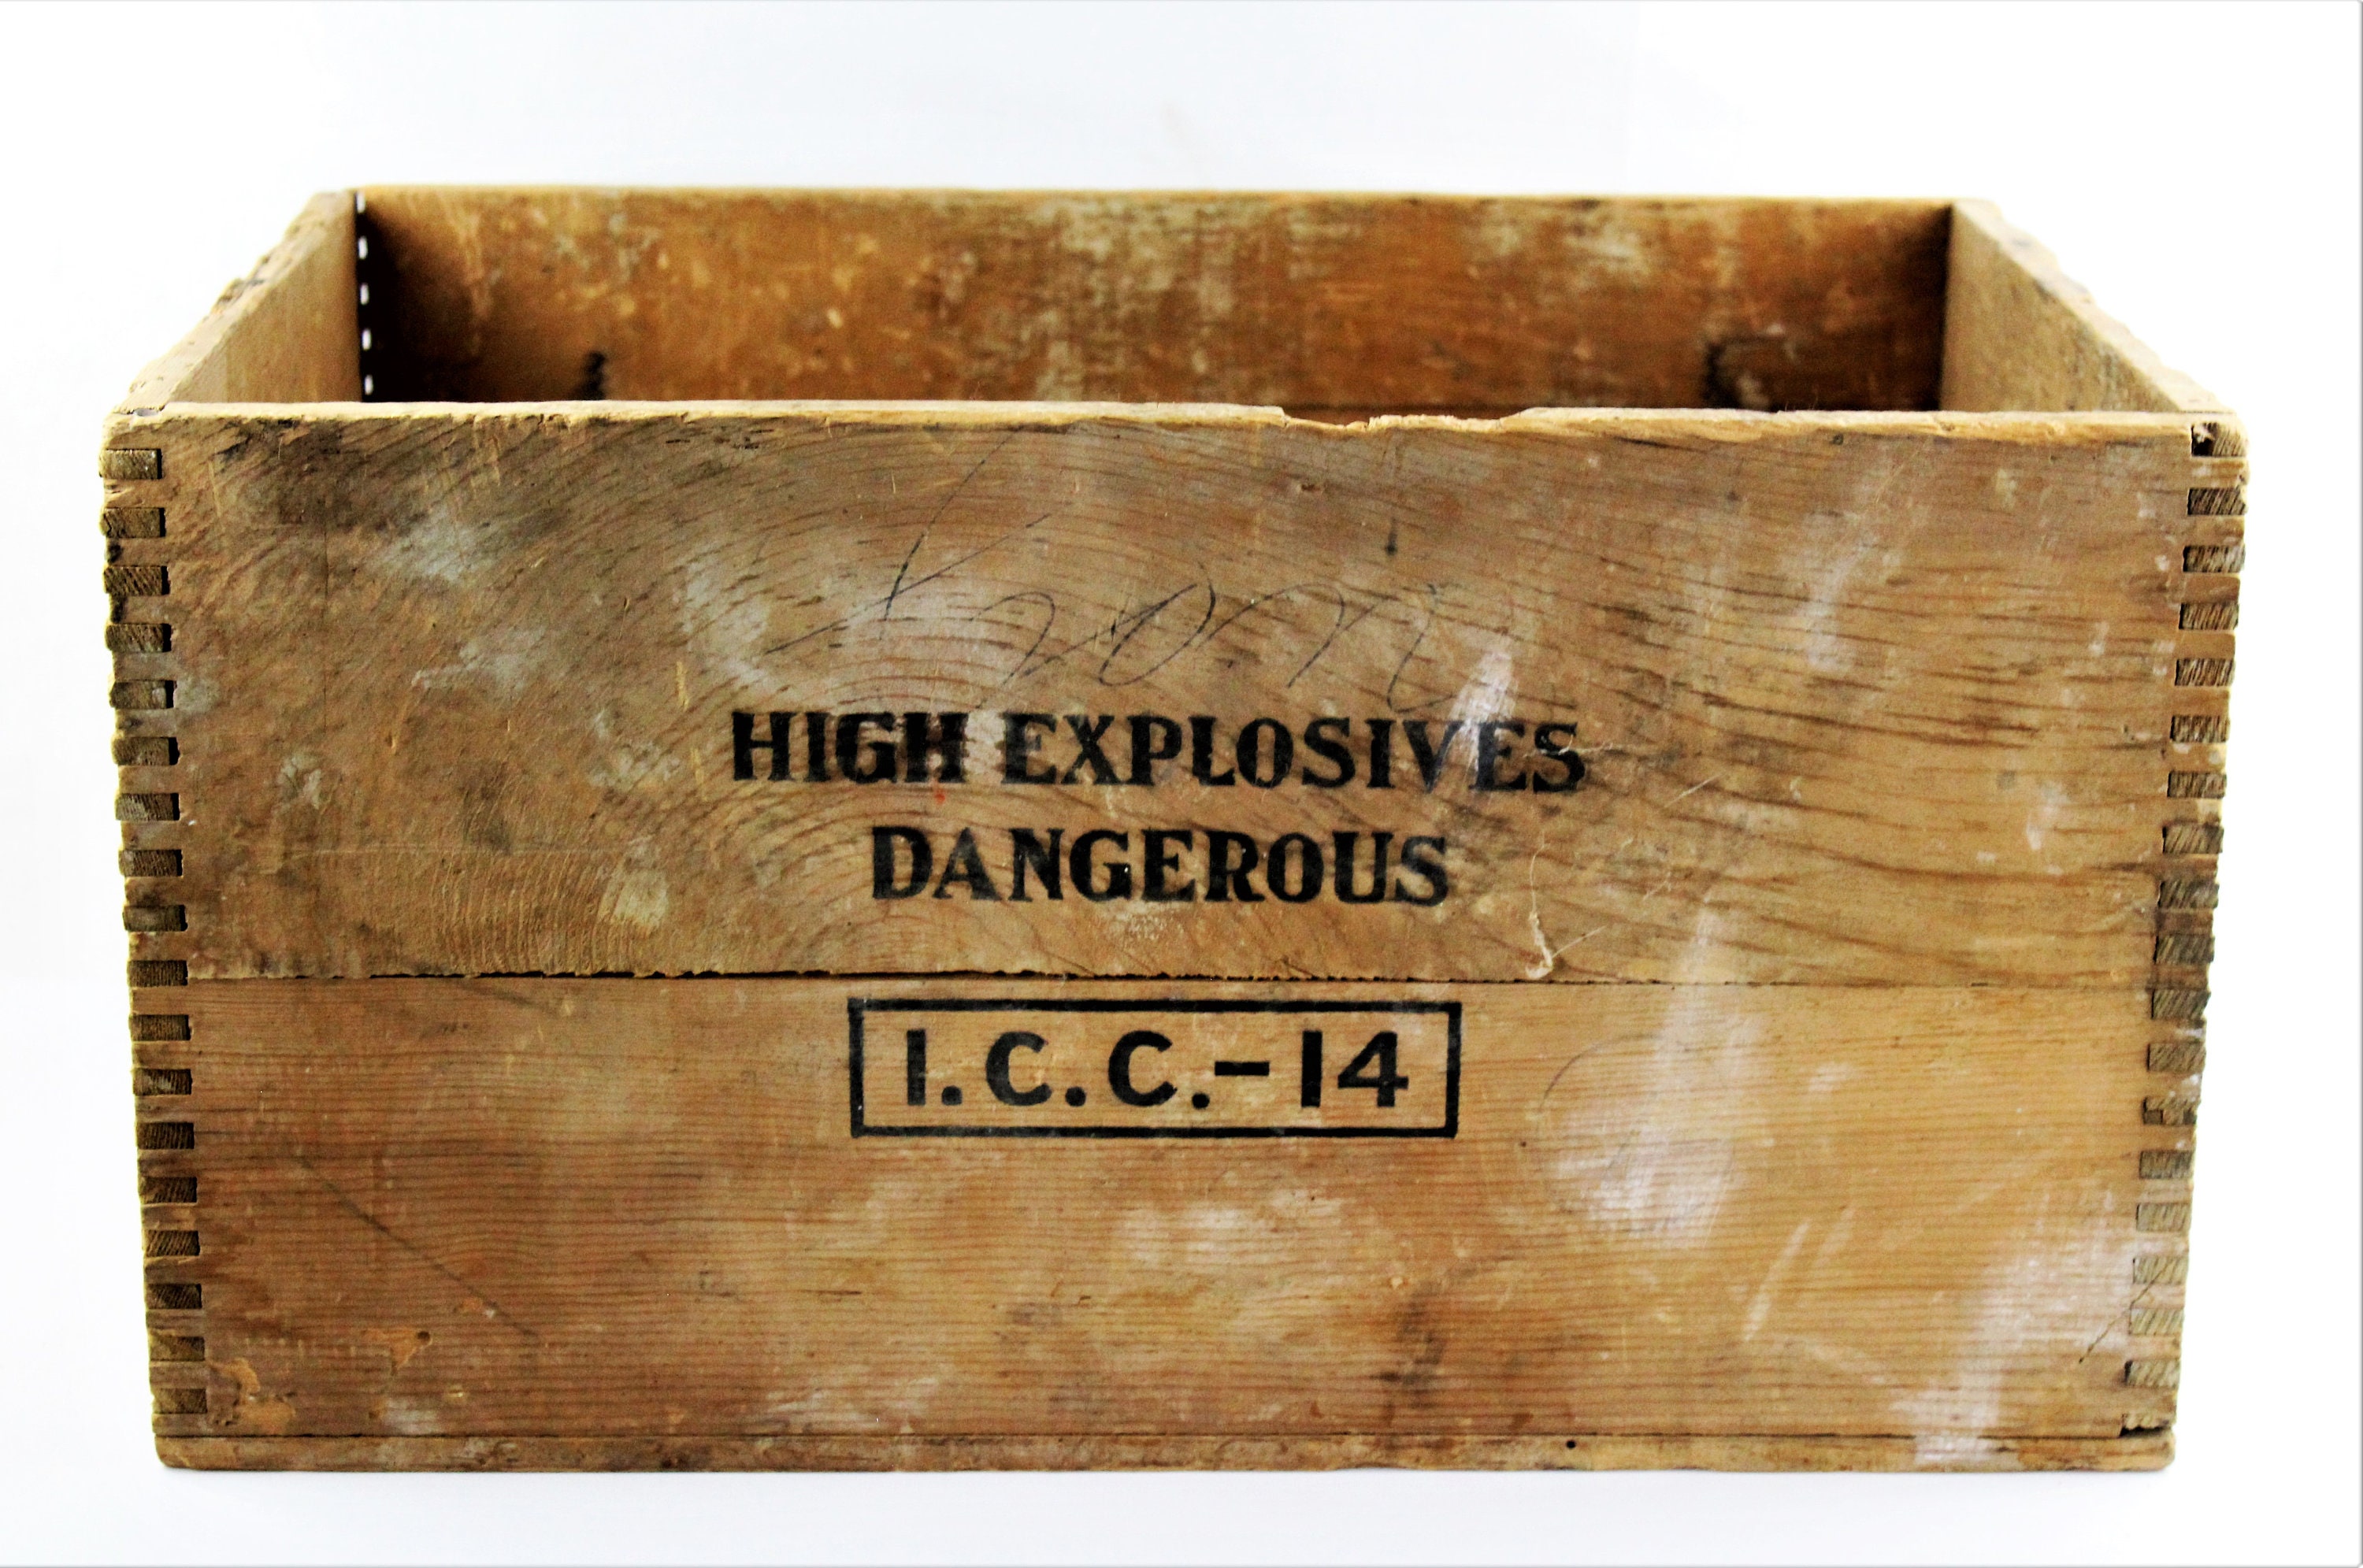 HIGH EXPLOSIVES
DANGEROUS
I.C.C.-14